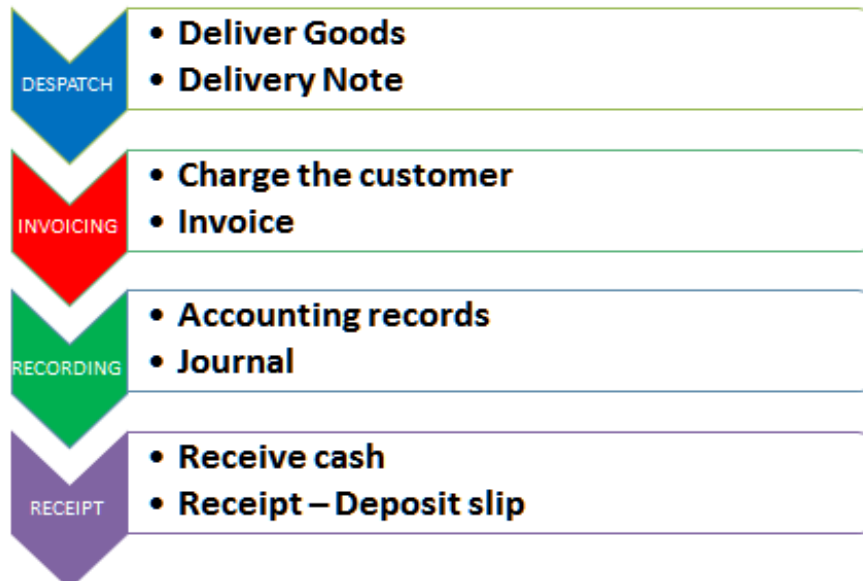 DESPATCH
• Deliver Goods
• Delivery Note
INVOICING
• Charge the customer
• Invoice
RECORDING
• Accounting records
• Journal
RECEIPT
• Receive cash
• Receipt – Deposit slip